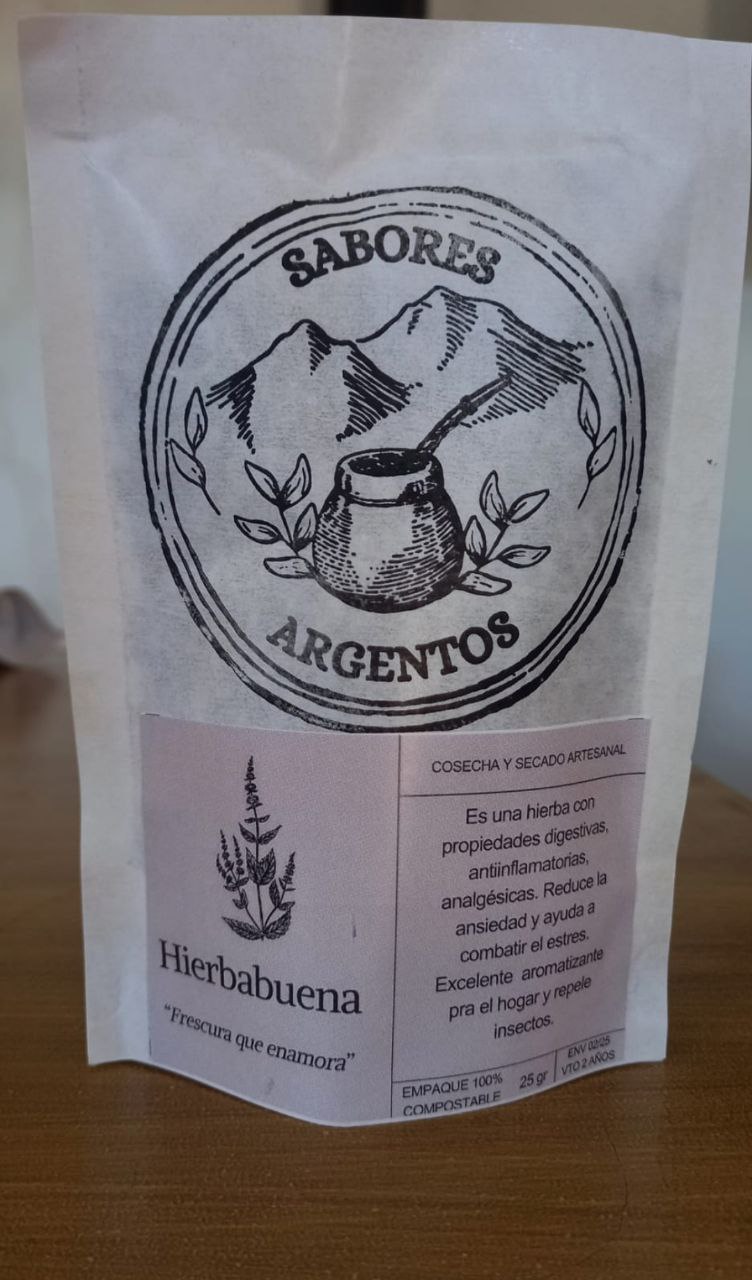 SABORES
ARGENTOS
Hierbabuena
“Frescura que enamora”
COSECHA Y SECADO ARTESANAL
Es una hierba con
propiedades digestivas,
antiinflamatorias,
analgésicas. Reduce la
ansiedad y ayuda a
combatir el estres.
Excelente aromatizante
pra el hogar y repele
insectos.
EMPAQUE 100%
COMPOSTABLE
25 gr
ENV 02/25
VTO 2 AÑOS